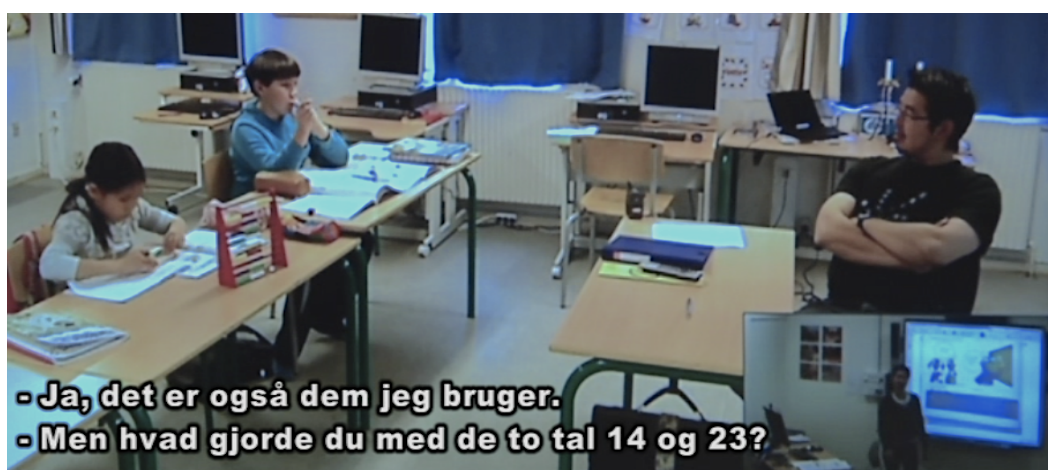 - Ja, det er også dem jeg bruger.
- Men hvad gjorde du med de to tal 14 og 23?